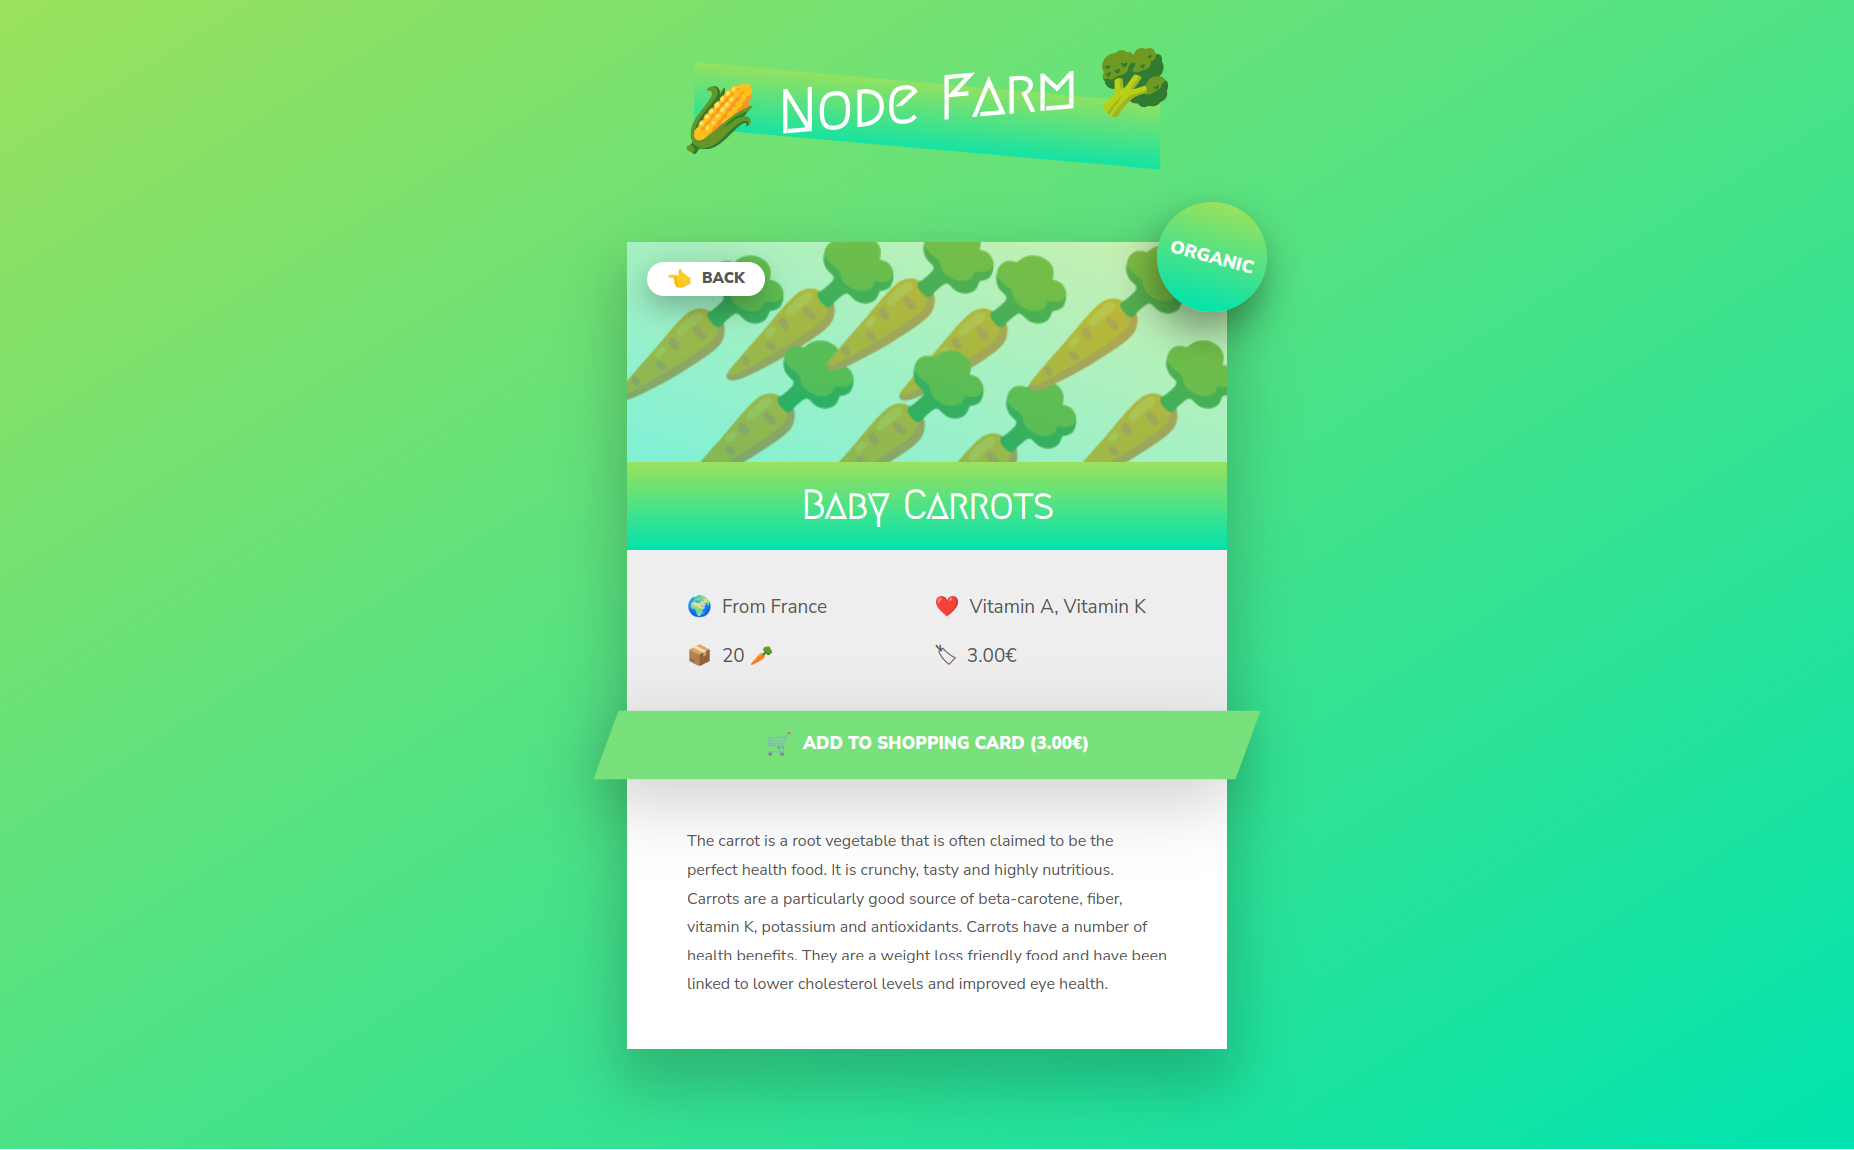 Node Farm
ORGANIC
BACK
Baby Carrots
From France
Vitamin A, Vitamin K
20
3.00€
ADD TO SHOPPING CARD (3.00€)
The carrot is a root vegetable that is often claimed to be the
perfect health food. It is crunchy, tasty and highly nutritious.
Carrots are a particularly good source of beta-carotene, fiber,
vitamin K, potassium and antioxidants. Carrots have a number of
health benefits. They are a weight loss friendly food and have been
linked to lower cholesterol levels and improved eye health.